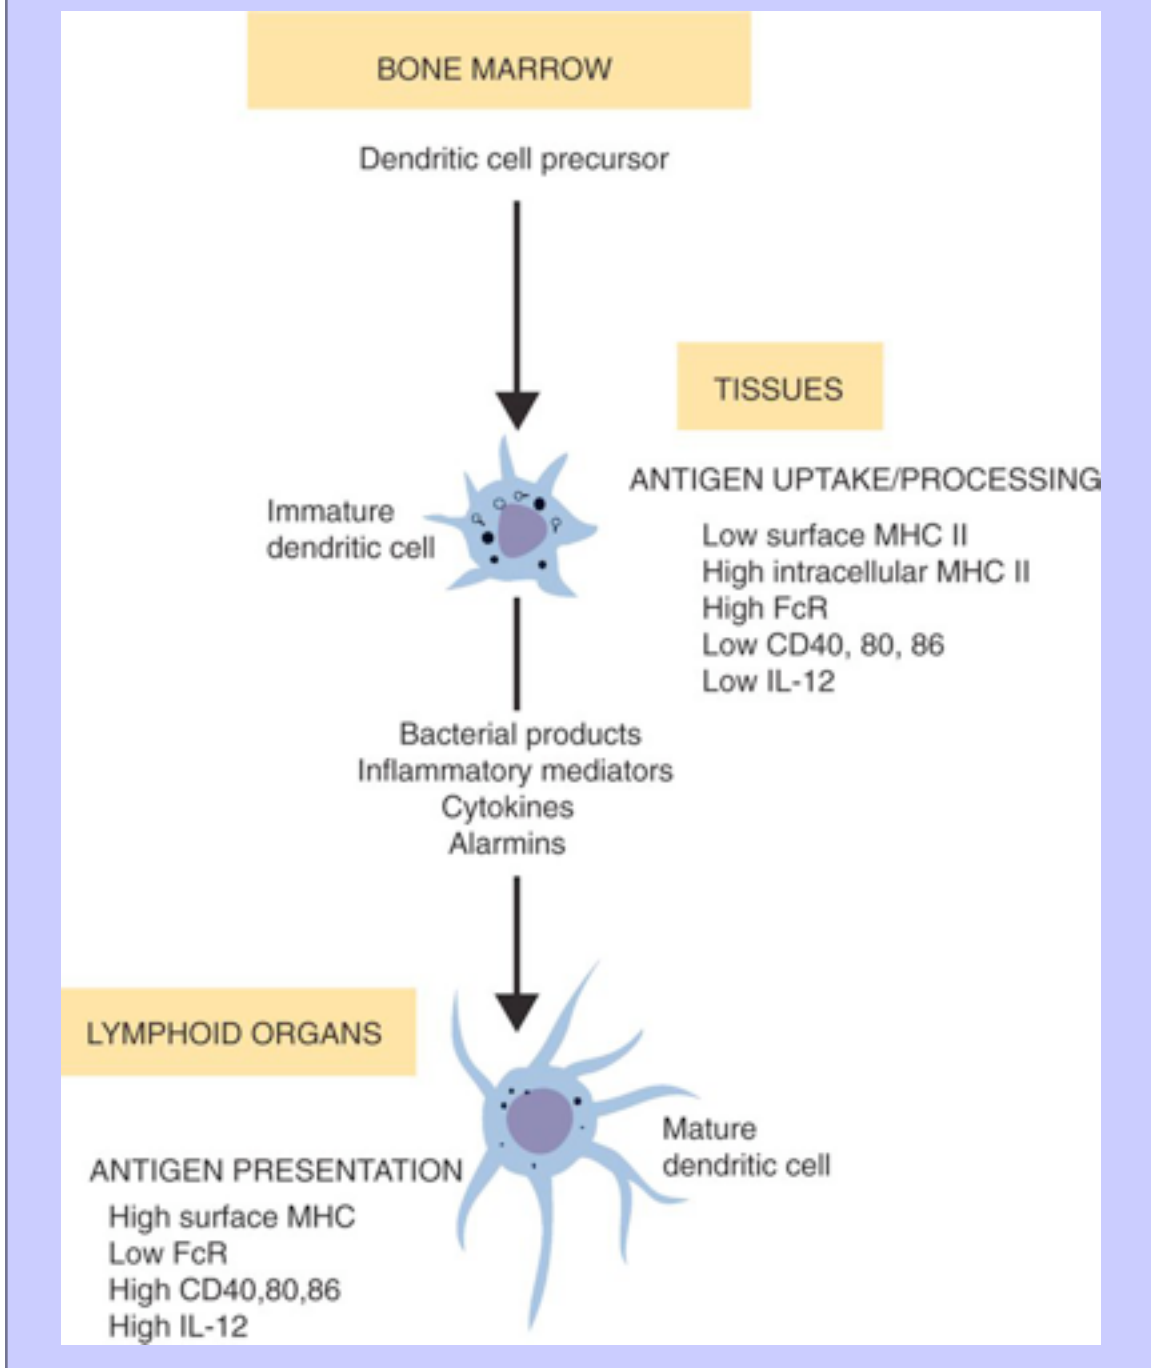 BONE MARROW
Dendritic cell precursor
TISSUES
ANTIGEN UPTAKE/PROCESSING
Low surface MHC II
High intracellular MHC II
High FcR
Low CD40, 80, 86
Low IL-12
Immature
dendritic cell
Bacterial products
Inflammatory mediators
Cytokines
Alarmins
LYMPHOID ORGANS
Mature
dendritic cell
ANTIGEN PRESENTATION
High surface MHC
Low FcR
High CD40,80,86
High IL-12